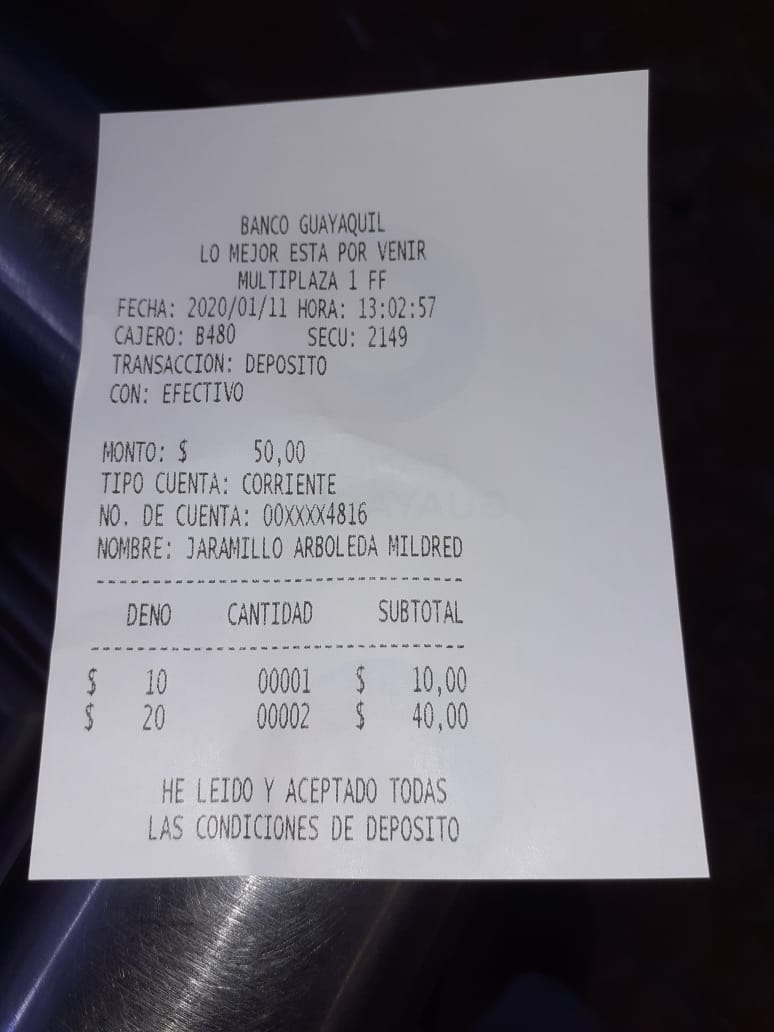 BANCO GUAYAQUIL
LO MEJOR ESTA POR VENIR
MULTIPLAZA 1 FF
FECHA: 2020/01/11 HORA: 13:02:57
CAJERO: B480 SECU: 2149
TRANSACCION: DEPOSITO
CON: EFECTIVO
MONTO: $ 50,00
TIPO CUENTA: CORRIENTE
NO. DE CUENTA: 00XXXX4816
NOMBRE: JARAMILLO ARBOLEDA MILDRED
--------------------------------
DENO CANTIDAD SUBTOTAL
--------------------------------
$ 10 00001 $ 10,00
$ 20 00002 $ 40,00
HE LEIDO Y ACEPTADO TODAS
LAS CONDICIONES DE DEPOSITO